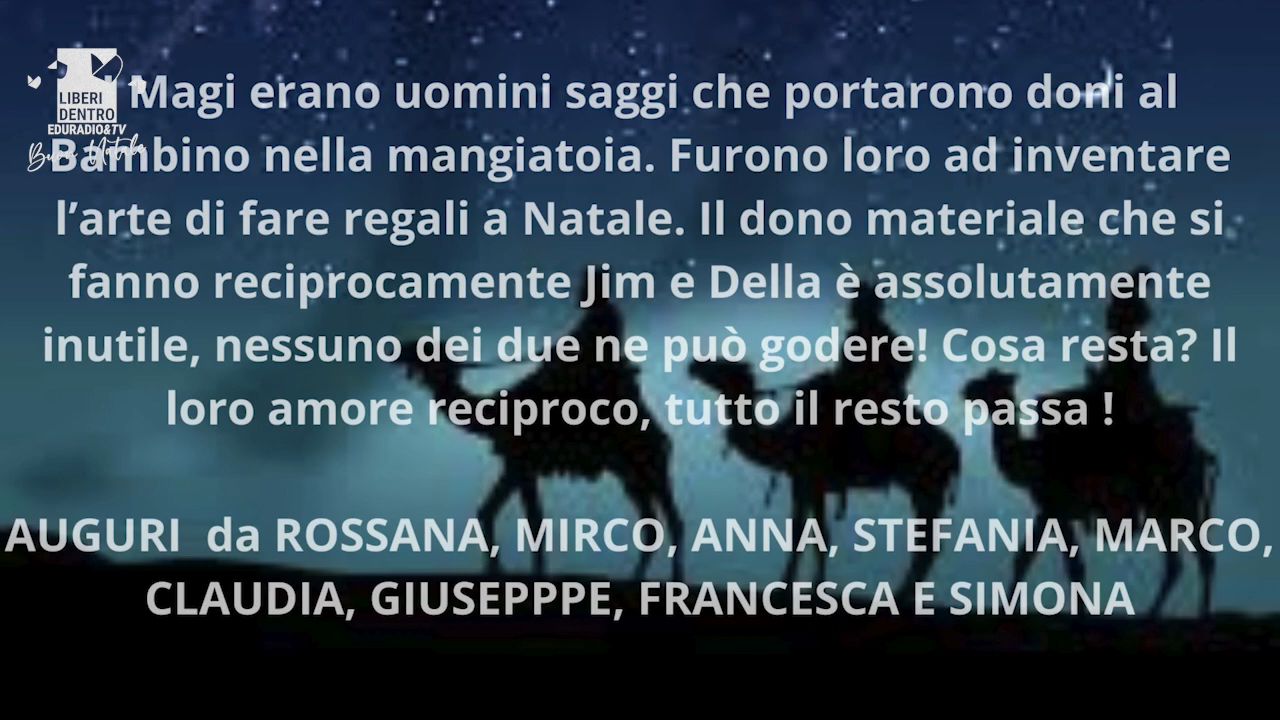 LIBERI
DENTRO
EDURADIO&TV
Buon Natale
I Magi erano uomini saggi che portarono doni al
Bambino nella mangiatoia. Furono loro ad inventare
l’arte di fare regali a Natale. Il dono materiale che si
fanno reciprocamente Jim e Della è assolutamente
inutile, nessuno dei due ne può godere! Cosa resta? Il
loro amore reciproco, tutto il resto passa !
AUGURI  da ROSSANA, MIRCO, ANNA, STEFANIA, MARCO,
CLAUDIA, GIUSEPPPE, FRANCESCA E SIMONA